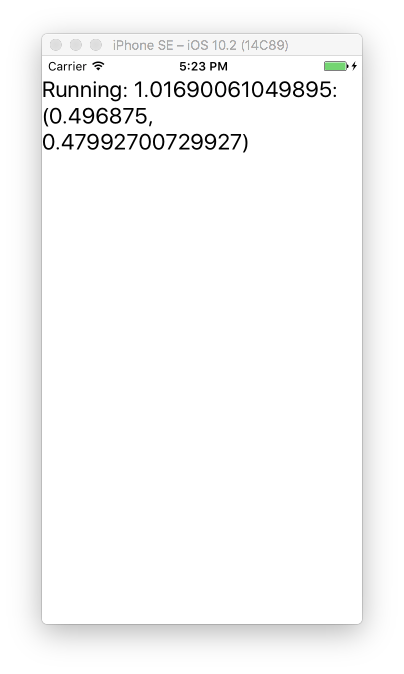 iPhone SE – iOS 10.2 (14C89)
Carrier 5:23 PM
Running: 1.01690061049895:
(0.496875,
0.47992700729927)